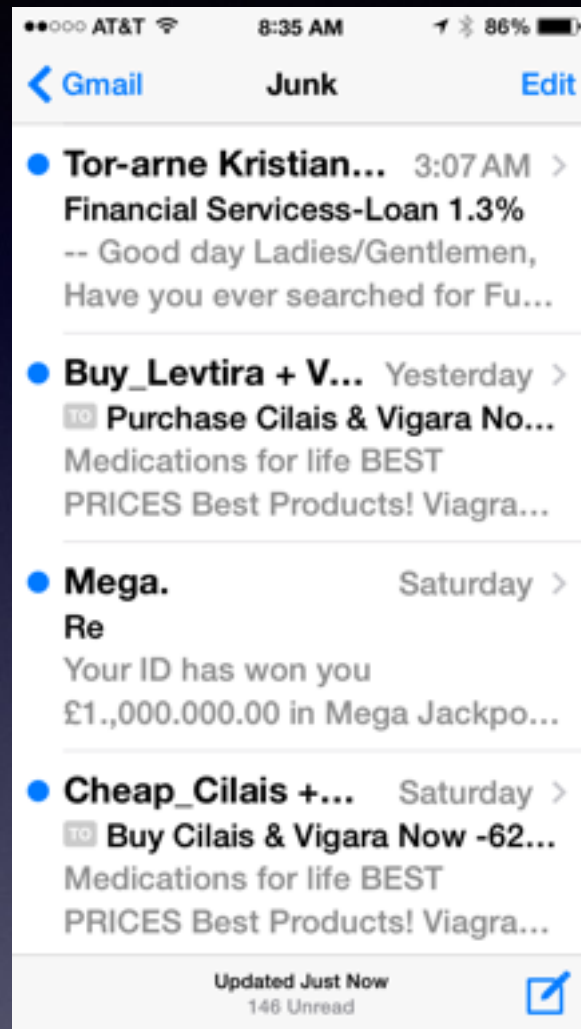 AT&T 8:35 AM 86%
Gmail Junk Edit
Tor-arne Kristian... 3:07 AM
Financial Servicess-Loan 1.3%
-- Good day Ladies/Gentlemen,
Have you ever searched for Fu...
Buy_Levtira + V... Yesterday
TO Purchase Cilais & Vigara No...
Medications for life BEST
PRICES Best Products! Viagra...
Mega. Saturday
Re
Your ID has won you
£1.,000.000.00 in Mega Jackpo...
Cheap_Cilais +... Saturday
TO Buy Cilais & Vigara Now -62...
Medications for life BEST
PRICES Best Products! Viagra...
Updated Just Now
146 Unread